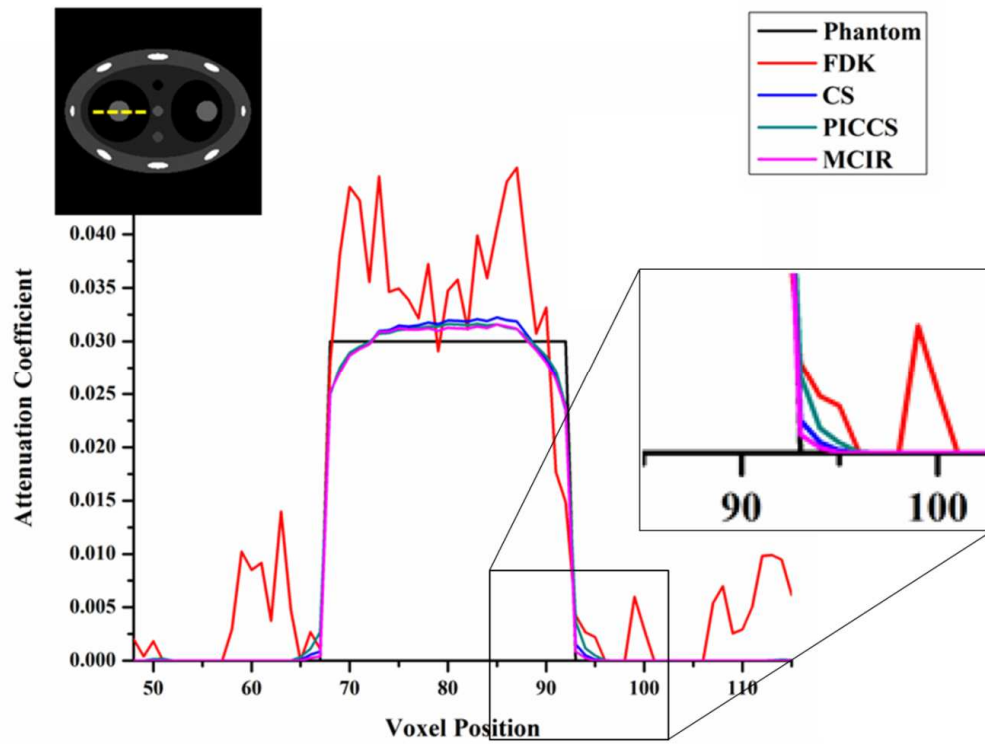 Phantom
FDK
CS
PICCS
MCIR
Attenuation Coefficient
0.040
0.035
0.030
0.025
0.020
0.015
0.010
0.005
0.000
50 60 70 80 90 100 110
Voxel Position
90 100